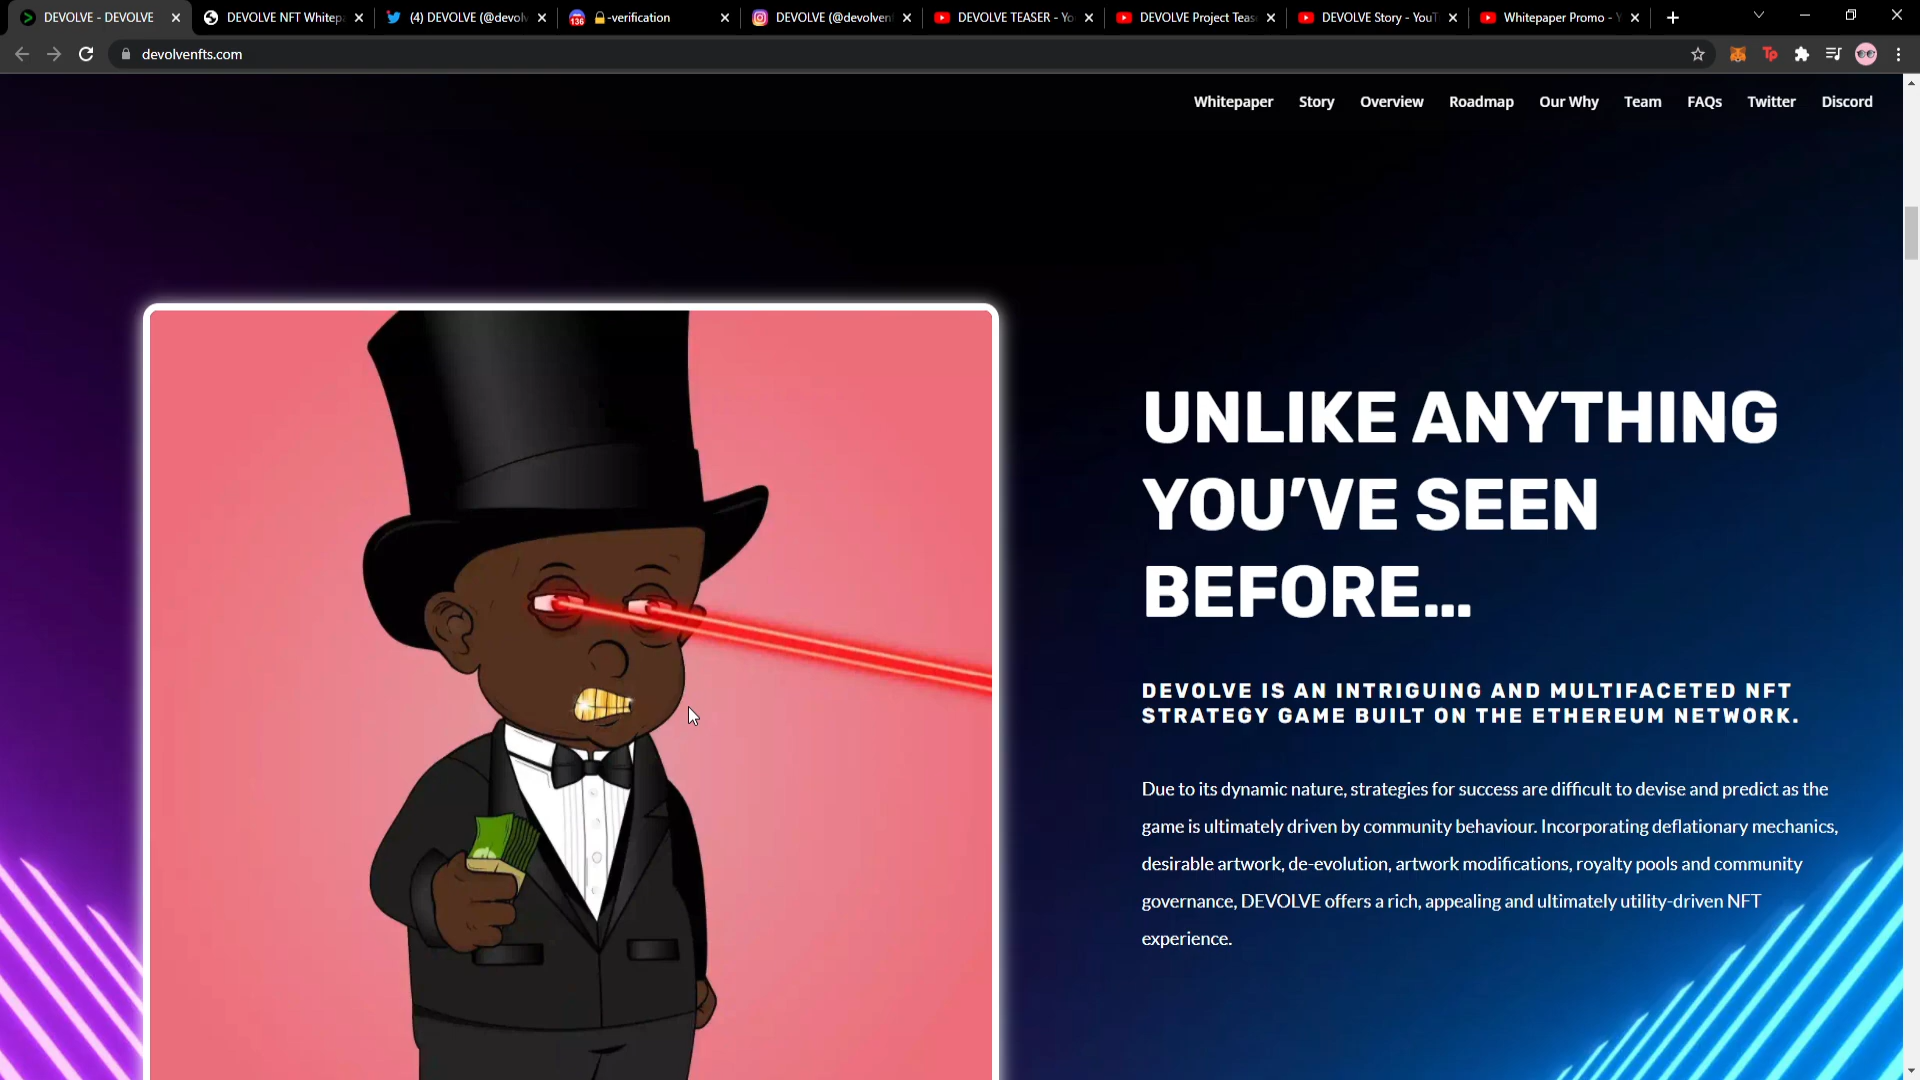 DEVOLVE - DEVOLVE
DEVOLVE NFT Whitep
(4) DEVOLVE (@devolv
136
-verification
DEVOLVE (@devolven
DEVOLVE TEASER - Yo
DEVOLVE Project Teas
DEVOLVE Story - YouT
Whitepaper Promo - Y
devolvenfts.com
Tp
Whitepaper
Story
Overview
Roadmap
Our Why
Team
FAQs
Twitter
Discord
UNLIKE ANYTHING
YOU’VE SEEN
BEFORE...
DEVOLVE IS AN INTRIGUING AND MULTIFACETED NFT
STRATEGY GAME BUILT ON THE ETHEREUM NETWORK.
Due to its dynamic nature, strategies for success are difficult to devise and predict as the
game is ultimately driven by community behaviour. Incorporating deflationary mechanics,
desirable artwork, de-evolution, artwork modifications, royalty pools and community
governance, DEVOLVE offers a rich, appealing and ultimately utility-driven NFT
experience.